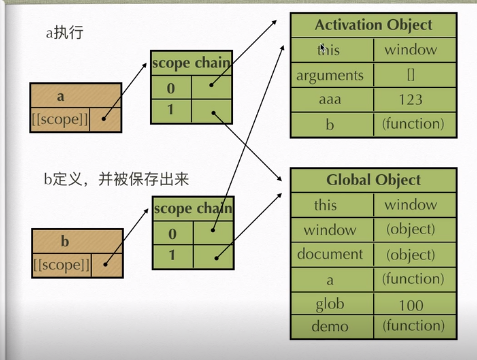 a执行
a
[[scope]]
scope chain
0
1
Activation Object
this window
arguments []
aaa 123
b (function)
b定义，并被保存出来
b
[[scope]]
scope chain
0
1
Global Object
this window
window (object)
document (object)
a (function)
glob 100
demo (function)